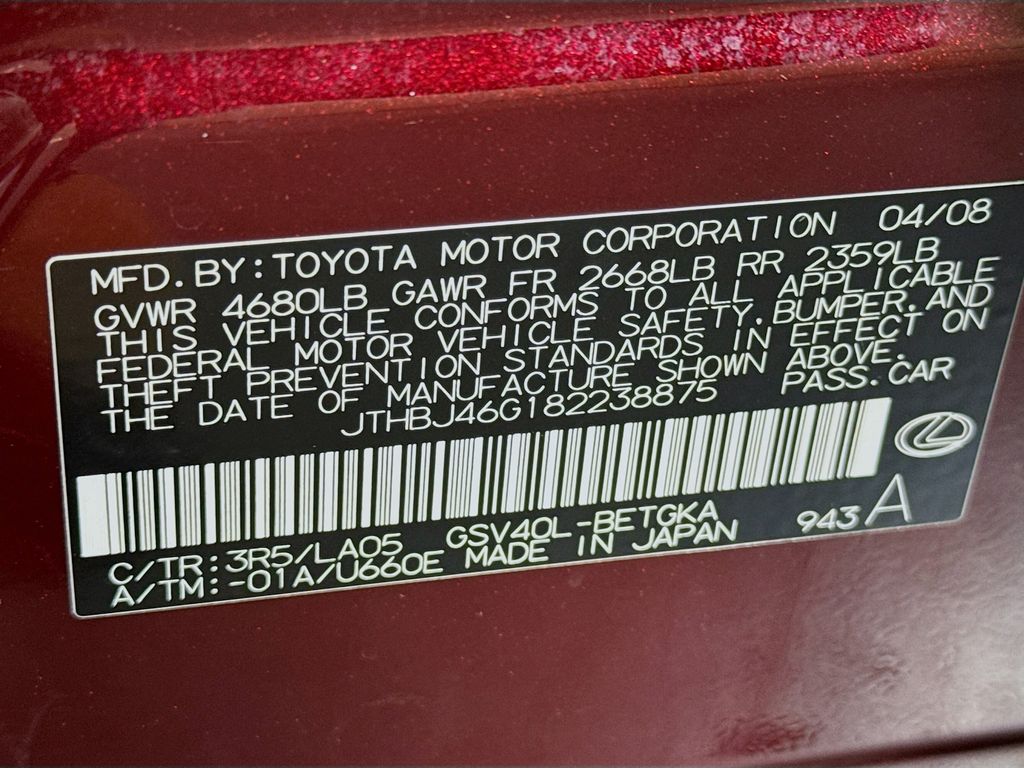 MFD. BY: TOYOTA MOTOR CORPORATION 04/08
GVWR 4680LB GAWR FR 2668LB RR 2359LB
THIS VEHICLE CONFORMS TO ALL APPLICABLE
FEDERAL MOTOR VEHICLE SAFETY, BUMPER, AND
THEFT PREVENTION STANDARDS IN EFFECT ON
THE DATE OF MANUFACTURE SHOWN ABOVE.
JTHBJ46G182238875 PASS. CAR
C/TR: 3R5/LA05 GSV40L-BETGKA 943 A
A/TM: -01A/U660E MADE IN JAPAN